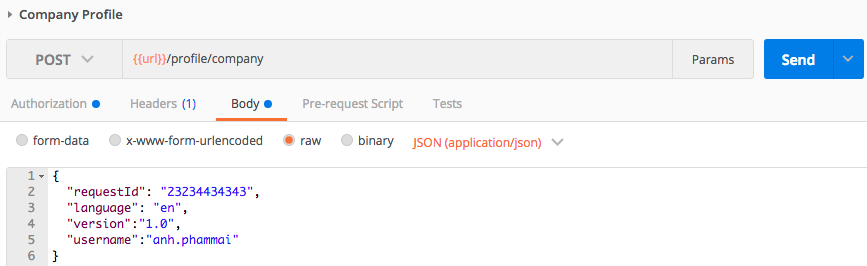 Company Profile
POST {{url}}/profile/company Params Send
Authorization Headers (1) Body Pre-request Script Tests
form-data x-www-form-urlencoded raw binary JSON (application/json)
1 {
2 "requestId": "23234434343",
3 "language": "en",
4 "version":"1.0",
5 "username":"anh.phammai"
6 }